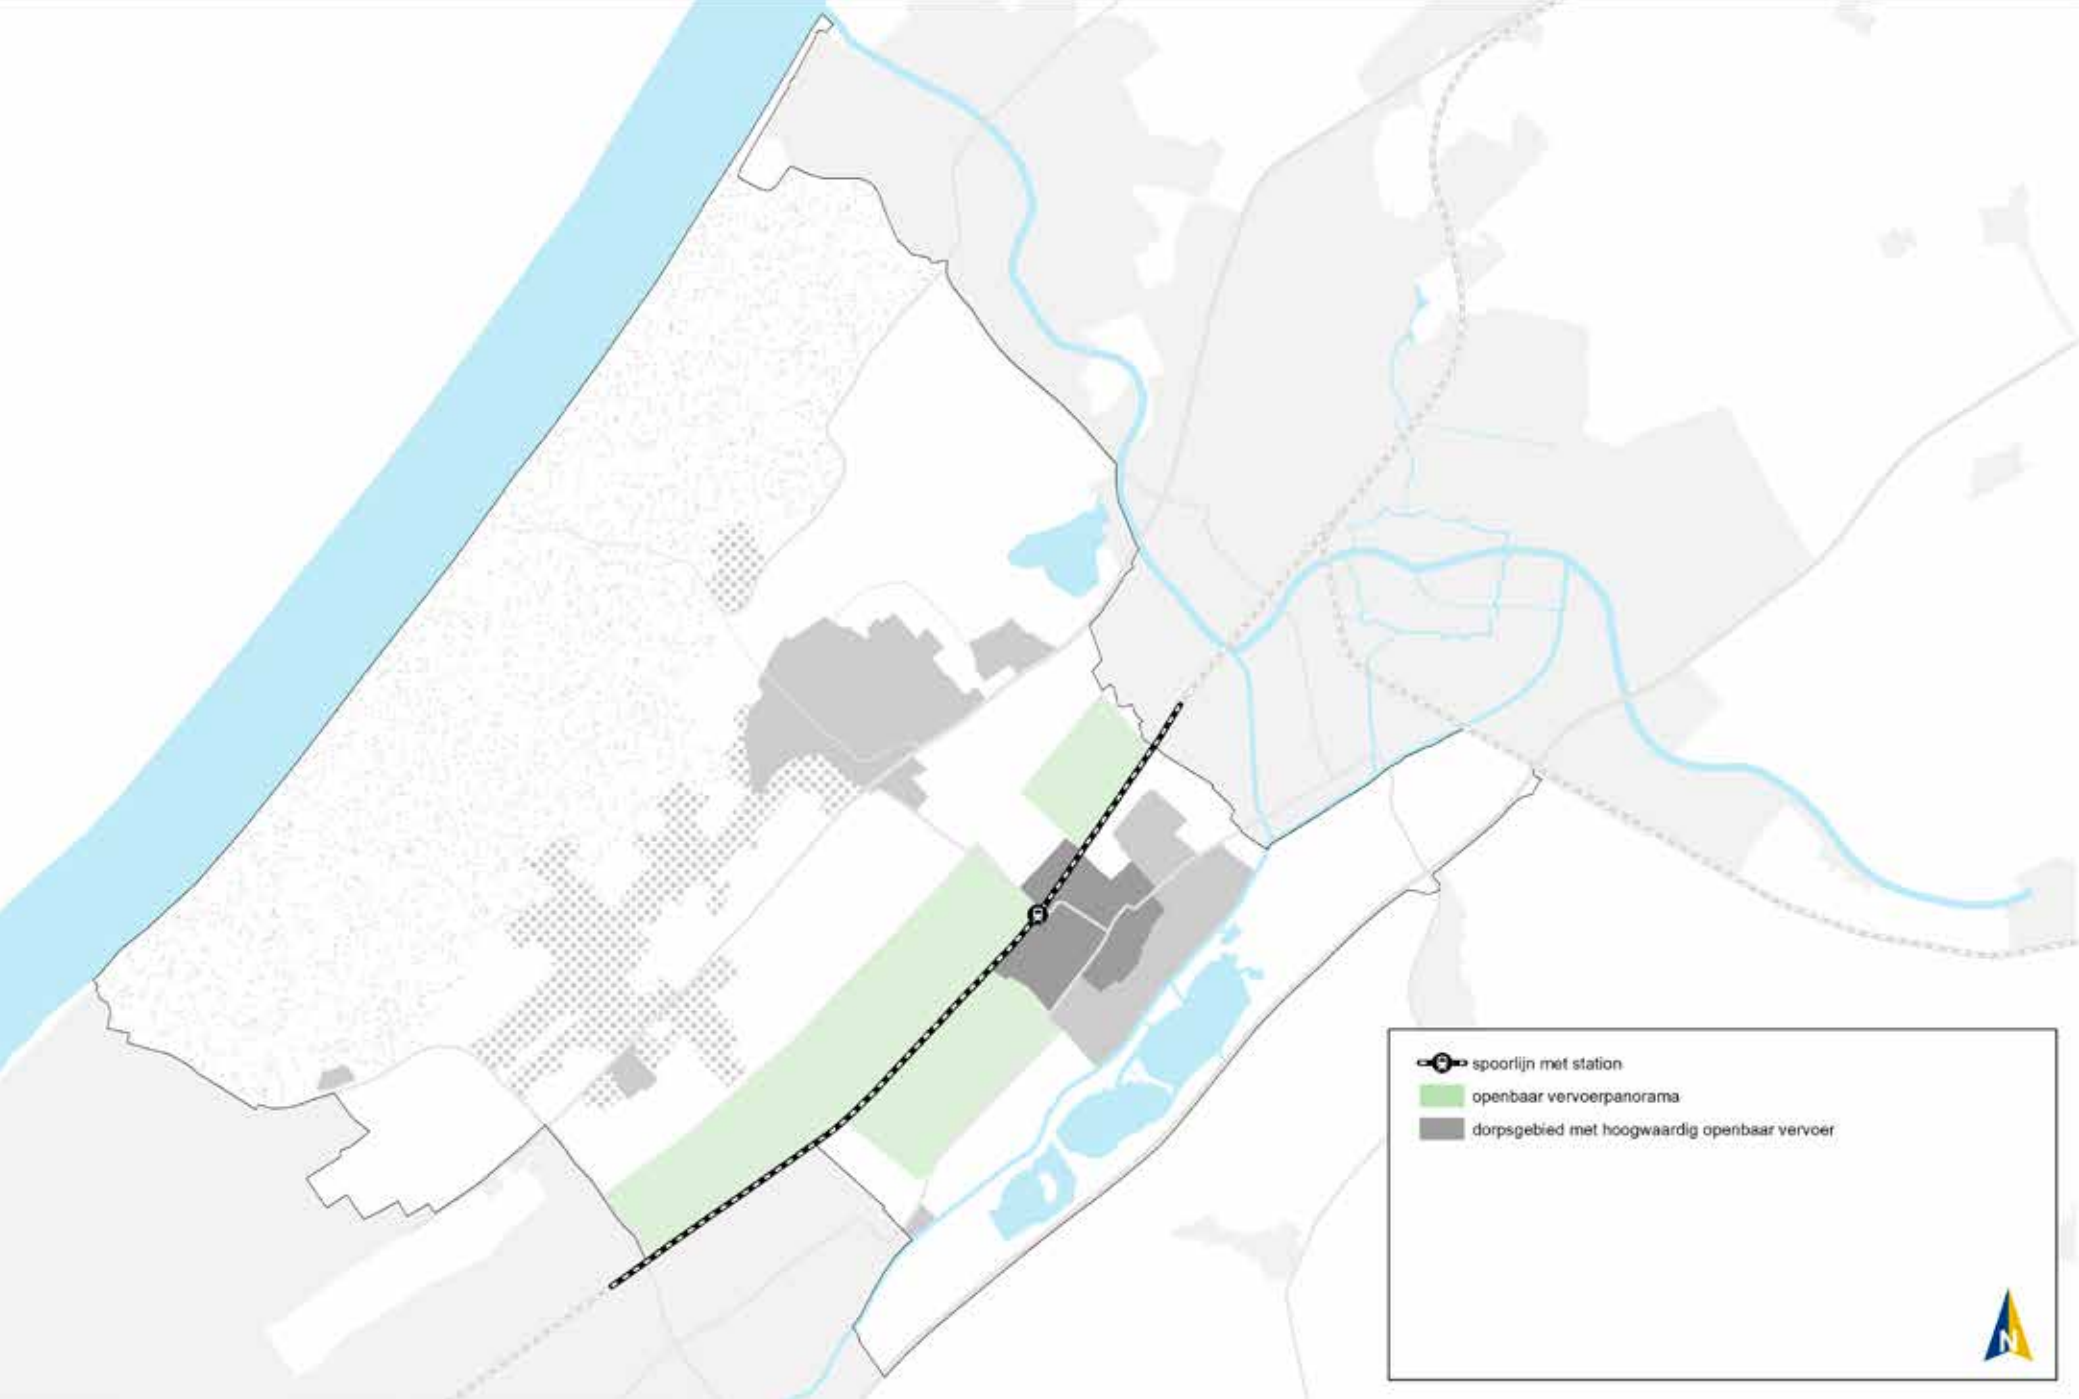 spoorlijn met station
openbaar vervoerpanorama
dorpsgebied met hoogwaardig openbaar vervoer
N